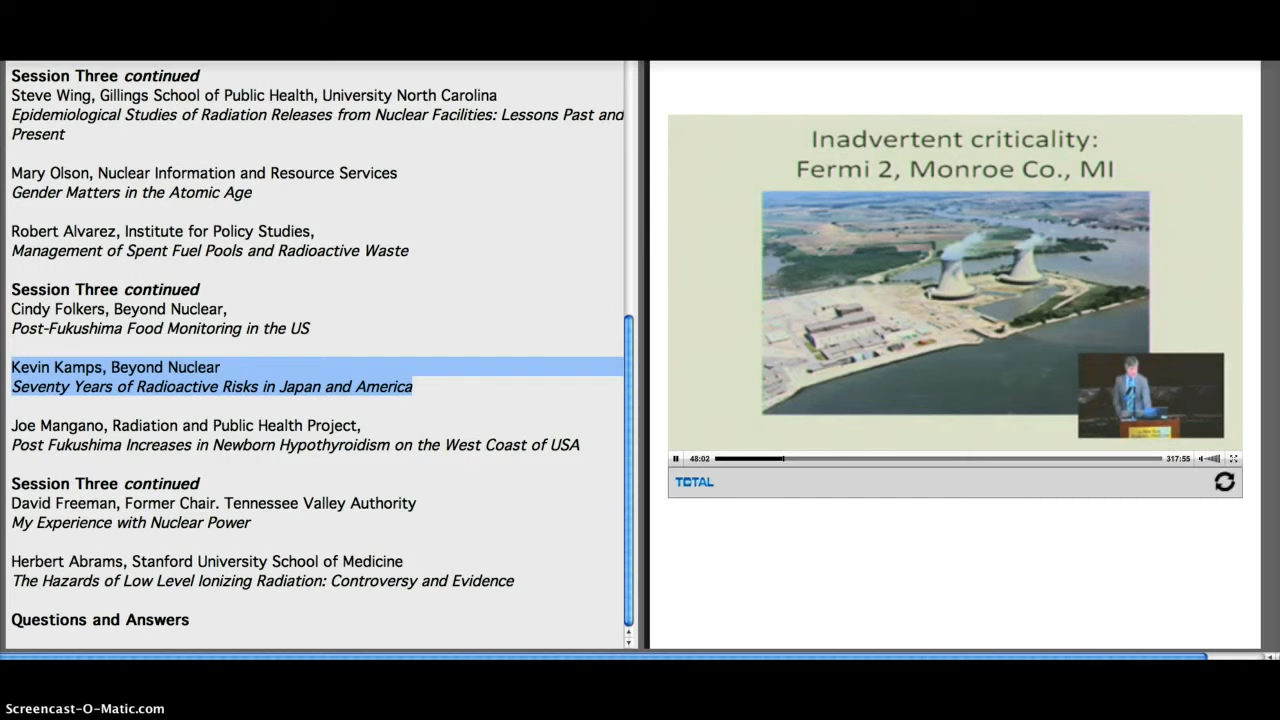 Session Three continued
Steve Wing, Gillings School of Public Health, University North Carolina
Epidemiological Studies of Radiation Releases from Nuclear Facilities: Lessons Past and
Present
Mary Olson, Nuclear Information and Resource Services
Gender Matters in the Atomic Age
Robert Alvarez, Institute for Policy Studies,
Management of Spent Fuel Pools and Radioactive Waste
Session Three continued
Cindy Folkers, Beyond Nuclear,
Post-Fukushima Food Monitoring in the US
Kevin Kamps, Beyond Nuclear
Seventy Years of Radioactive Risks in Japan and America
Joe Mangano, Radiation and Public Health Project,
Post Fukushima Increases in Newborn Hypothyroidism on the West Coast of USA
Session Three continued
David Freeman, Former Chair. Tennessee Valley Authority
My Experience with Nuclear Power
Herbert Abrams, Stanford University School of Medicine
The Hazards of Low Level Ionizing Radiation: Controversy and Evidence
Questions and Answers
Inadvertent criticality:
Fermi 2, Monroe Co., MI
48:02
317:55
TOTAL
Screencast-O-Matic.com